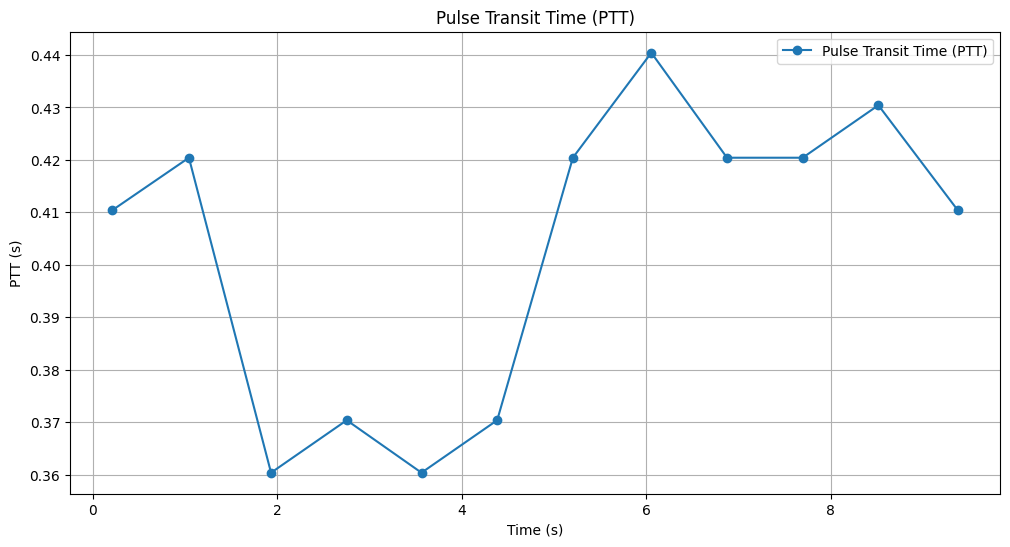 Pulse Transit Time (PTT)
Pulse Transit Time (PTT)
0.44
0.43
0.42
0.41
0.40
0.39
0.38
0.37
0.36
PTT (s)
0 2 4 6 8
Time (s)